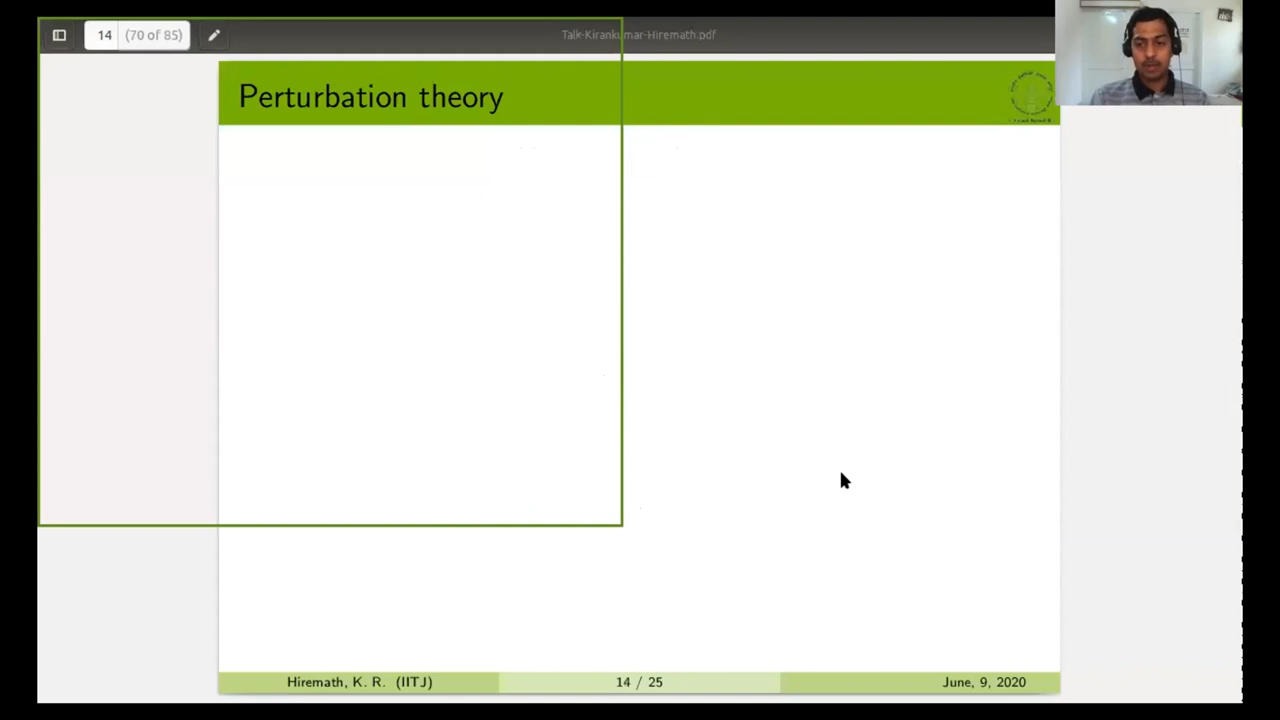 14 (70 of 85)
Talk-Kirankumar-Hiremath.pdf
Perturbation theory
Hiremath, K. R. (IITJ)
14 / 25
June, 9, 2020